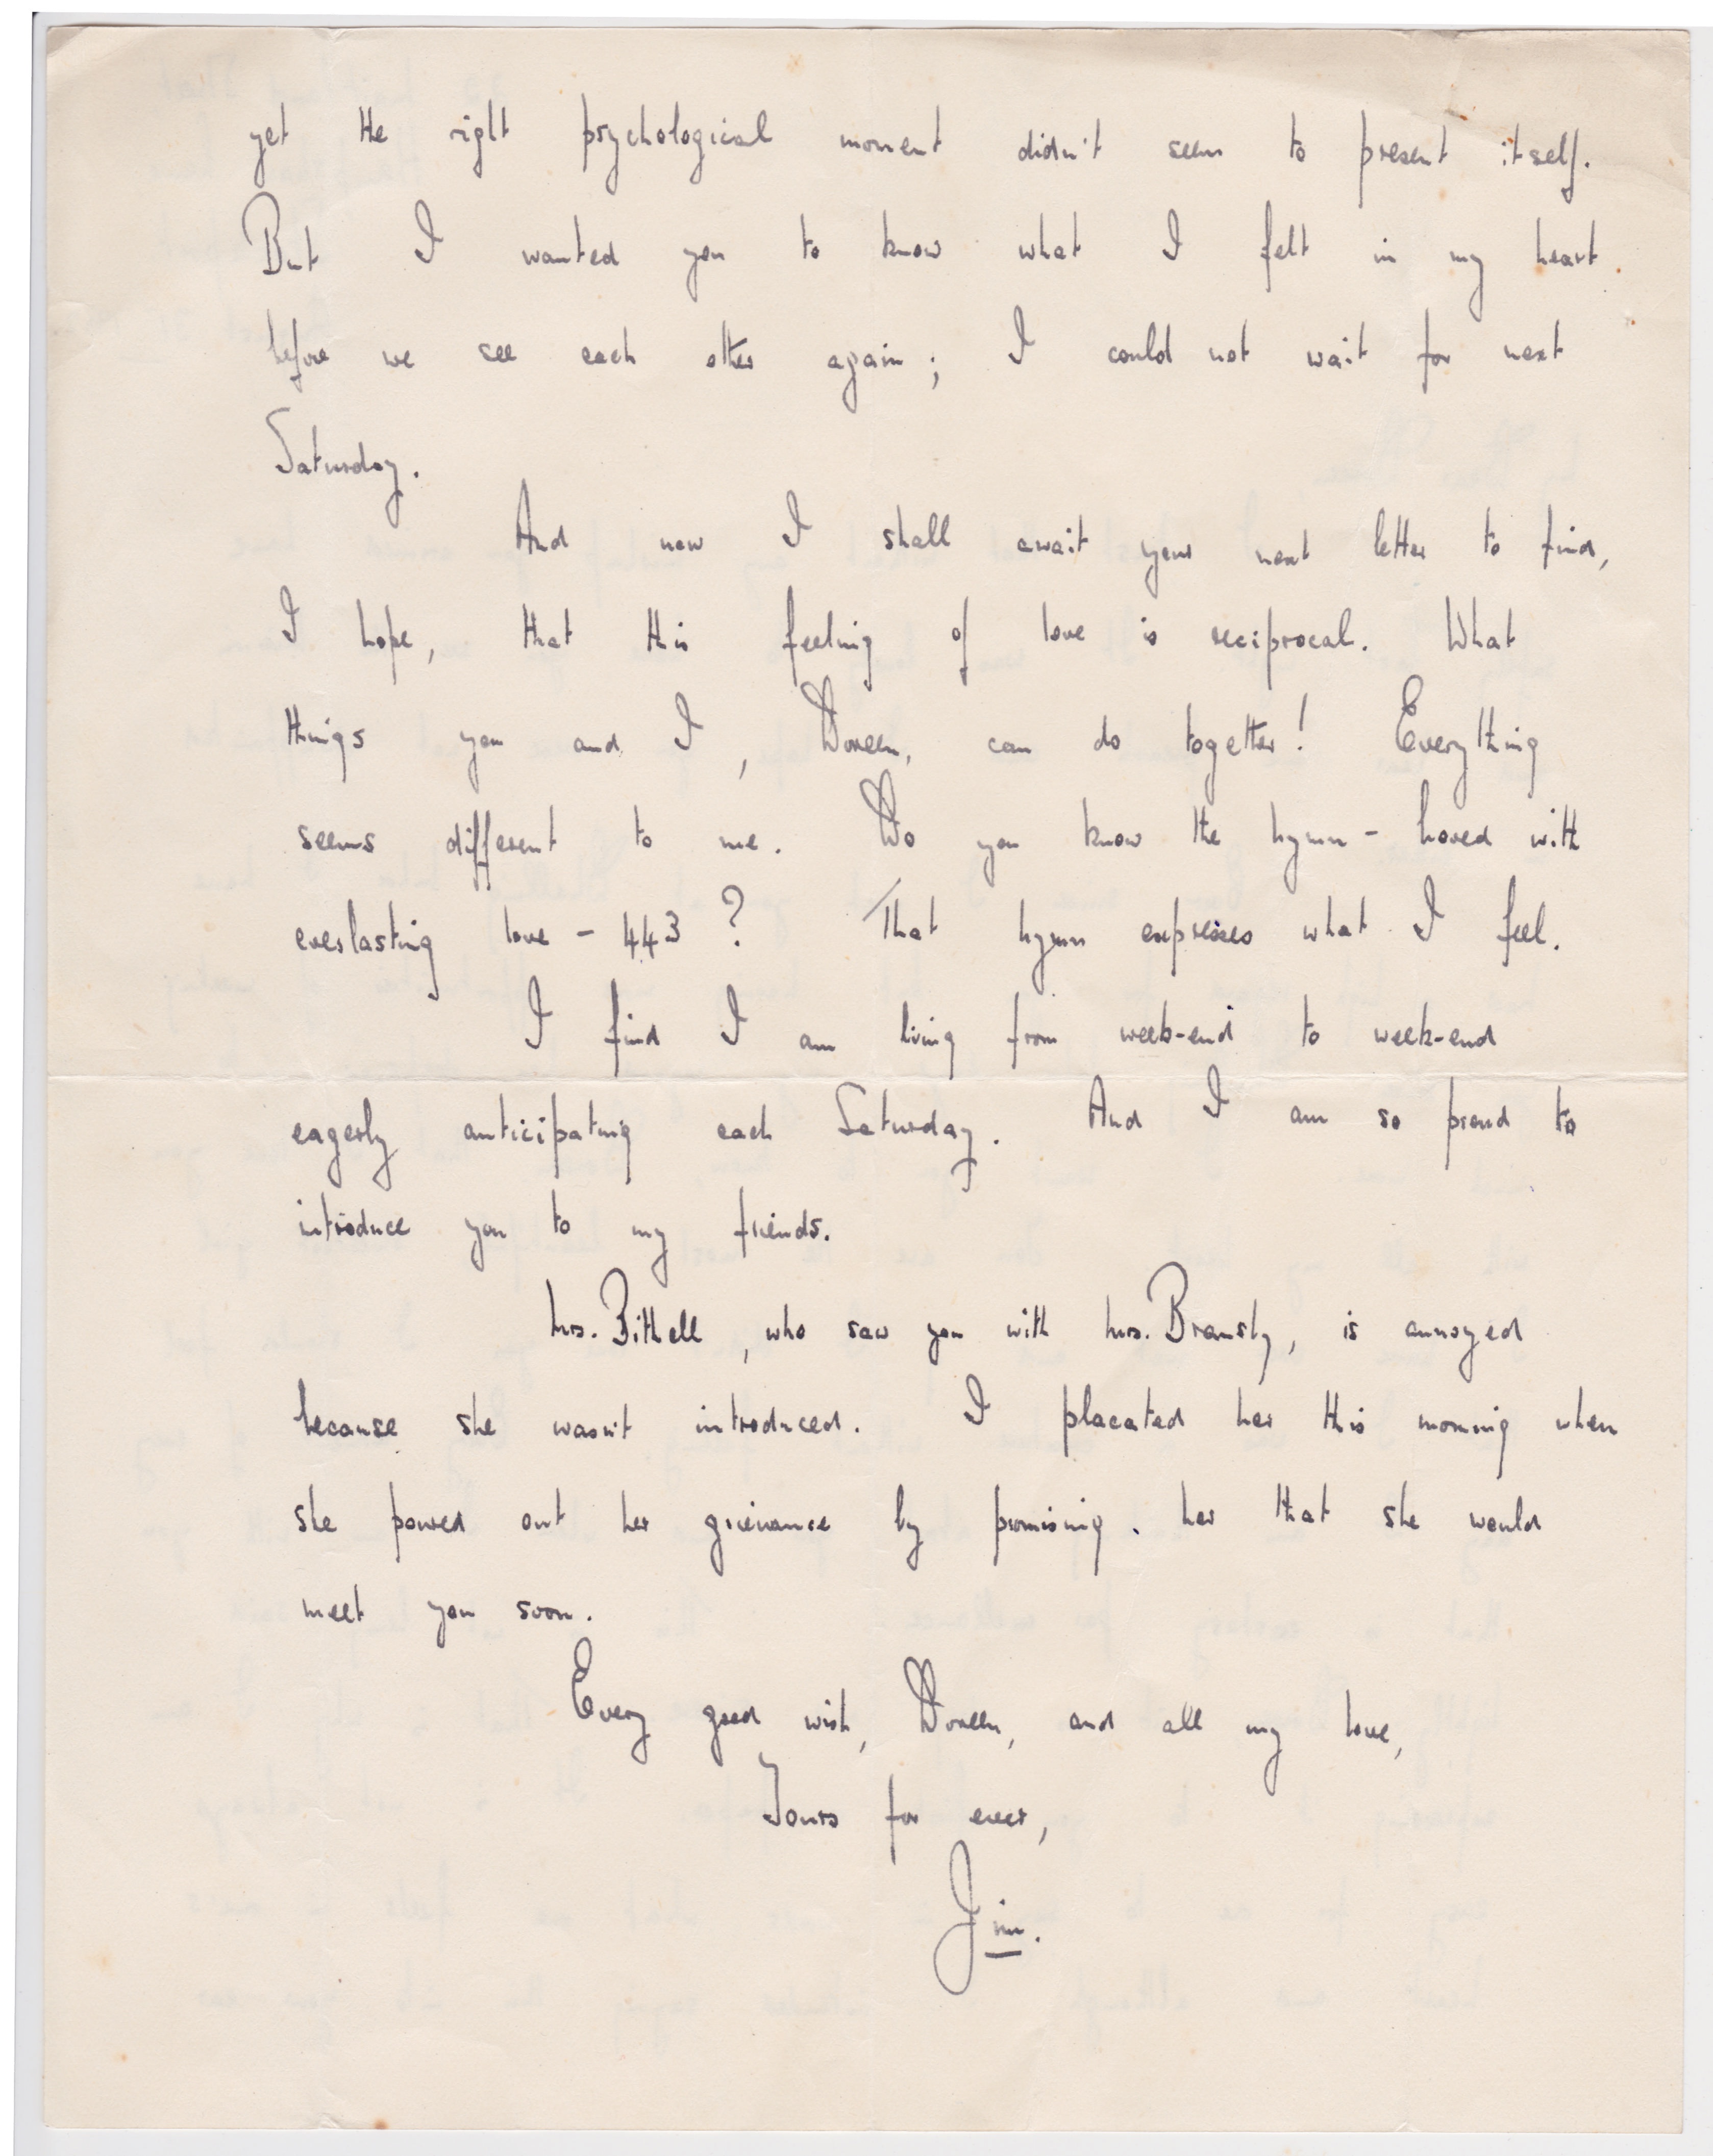 yet the right psychological moment didn't seem to present itself.
But I wanted you to know what I felt in my heart
before we see each other again; I could not wait for next
Saturday.
And now I shall await your next letter to find,
I hope, that this feeling of love is reciprocal. What
things you and I, Doreen, can do together! Everything
seems different to me. Do you know the hymn - Loved with
everlasting love - 443? That hymn expresses what I feel.
I find I am living from week-end to week-end
eagerly anticipating each Saturday. And I am so proud to
introduce you to my friends.
Mrs. Bithell, who saw you with Mrs. Bramsly, is annoyed
because she wasn't introduced. I placated her this morning when
she poured out her grievance by promising her that she would
meet you soon.
Every good wish, Doreen, and all my love,
Yours for ever,
Jim.